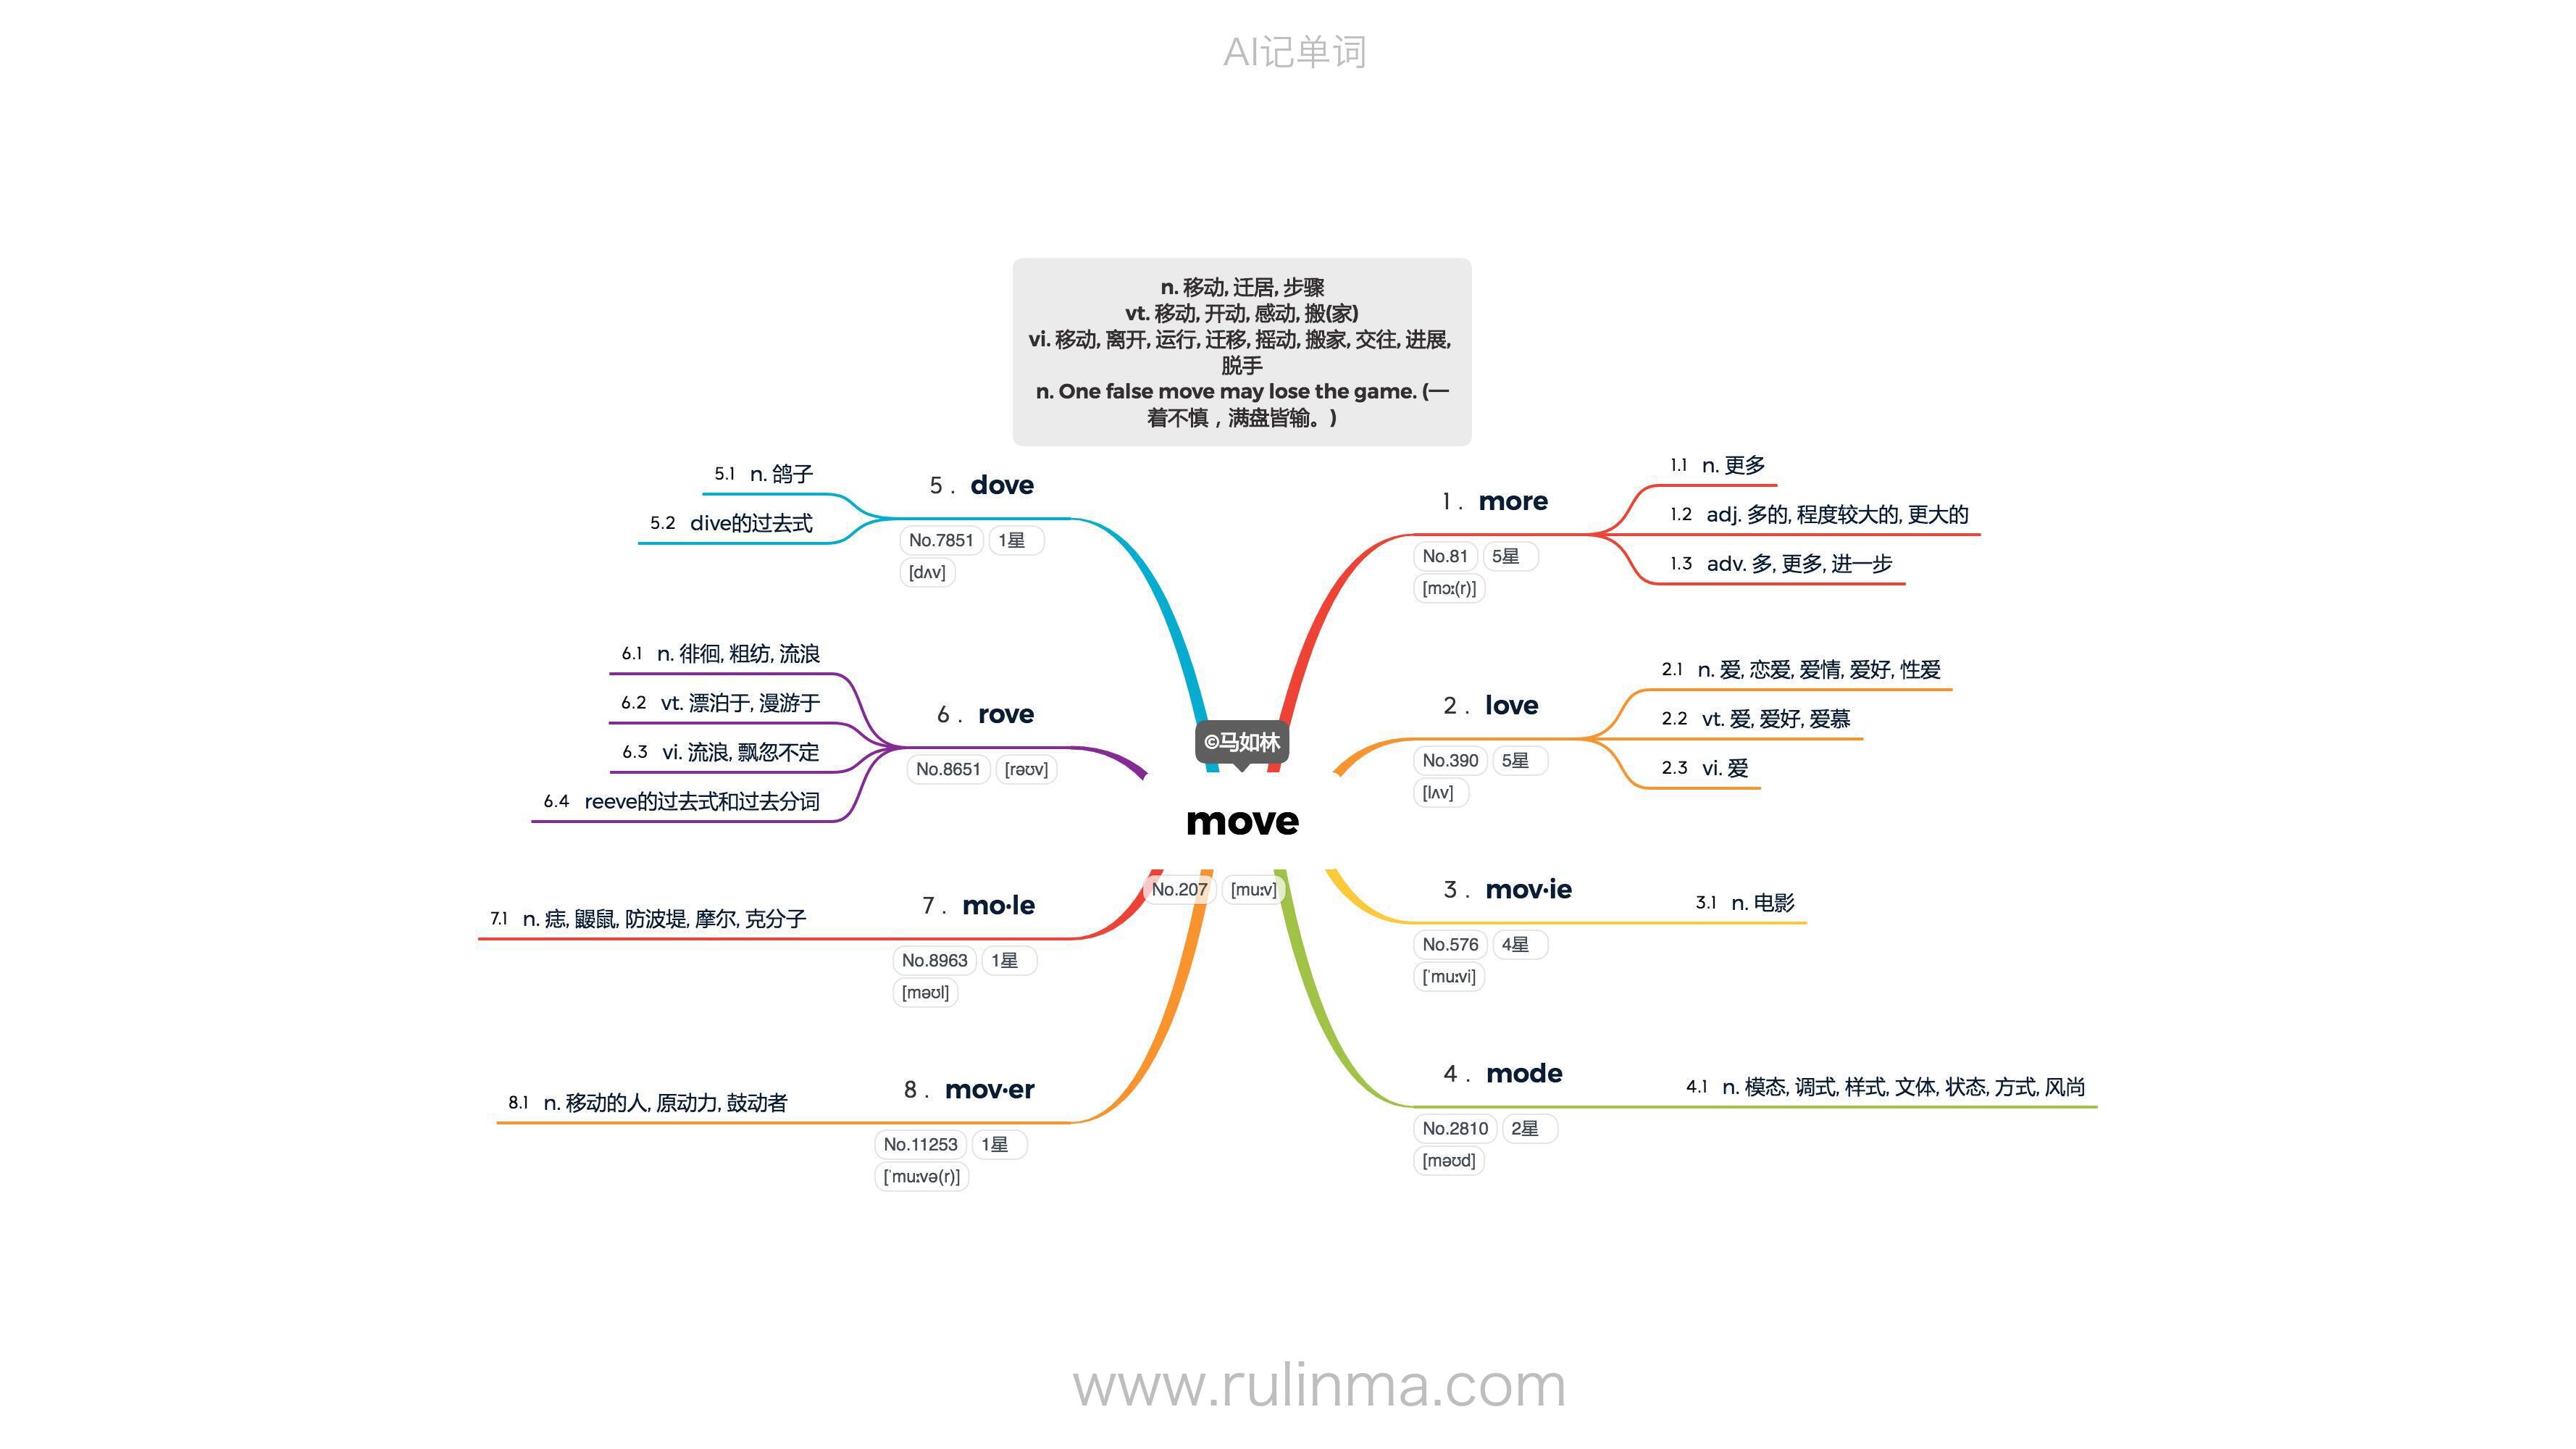 AI记单词
n. 移动, 迁居, 步骤
vt. 移动, 开动, 感动, 搬(家)
vi. 移动, 离开, 运行, 迁移, 摇动, 搬家, 交往, 进展,
脱手
n. One false move may lose the game. (一
着不慎，满盘皆输。)
©马如林
move
No.207 [muːv]
1. more
No.81 5星
[mɔː(r)]
1.1 n. 更多
1.2 adj. 多的, 程度较大的, 更大的
1.3 adv. 多, 更多, 进一步
2. love
No.390 5星
[lʌv]
2.1 n. 爱, 恋爱, 爱情, 爱好, 性爱
2.2 vt. 爱, 爱好, 爱慕
2.3 vi. 爱
3. mov·ie
No.576 4星
[ˈmuːvi]
3.1 n. 电影
4. mode
No.2810 2星
[məʊd]
4.1 n. 模态, 调式, 样式, 文体, 状态, 方式, 风尚
5. dove
No.7851 1星
[dʌv]
5.1 n. 鸽子
5.2 dive的过去式
6. rove
No.8651 [rəʊv]
6.1 n. 徘徊, 粗纺, 流浪
6.2 vt. 漂泊于, 漫游于
6.3 vi. 流浪, 飘忽不定
6.4 reeve的过去式和过去分词
7. mo·le
No.8963 1星
[məʊl]
7.1 n. 痣, 鼹鼠, 防波堤, 摩尔, 克分子
8. mov·er
No.11253 1星
[ˈmuːvə(r)]
8.1 n. 移动的人, 原动力, 鼓动者
www.rulinma.com